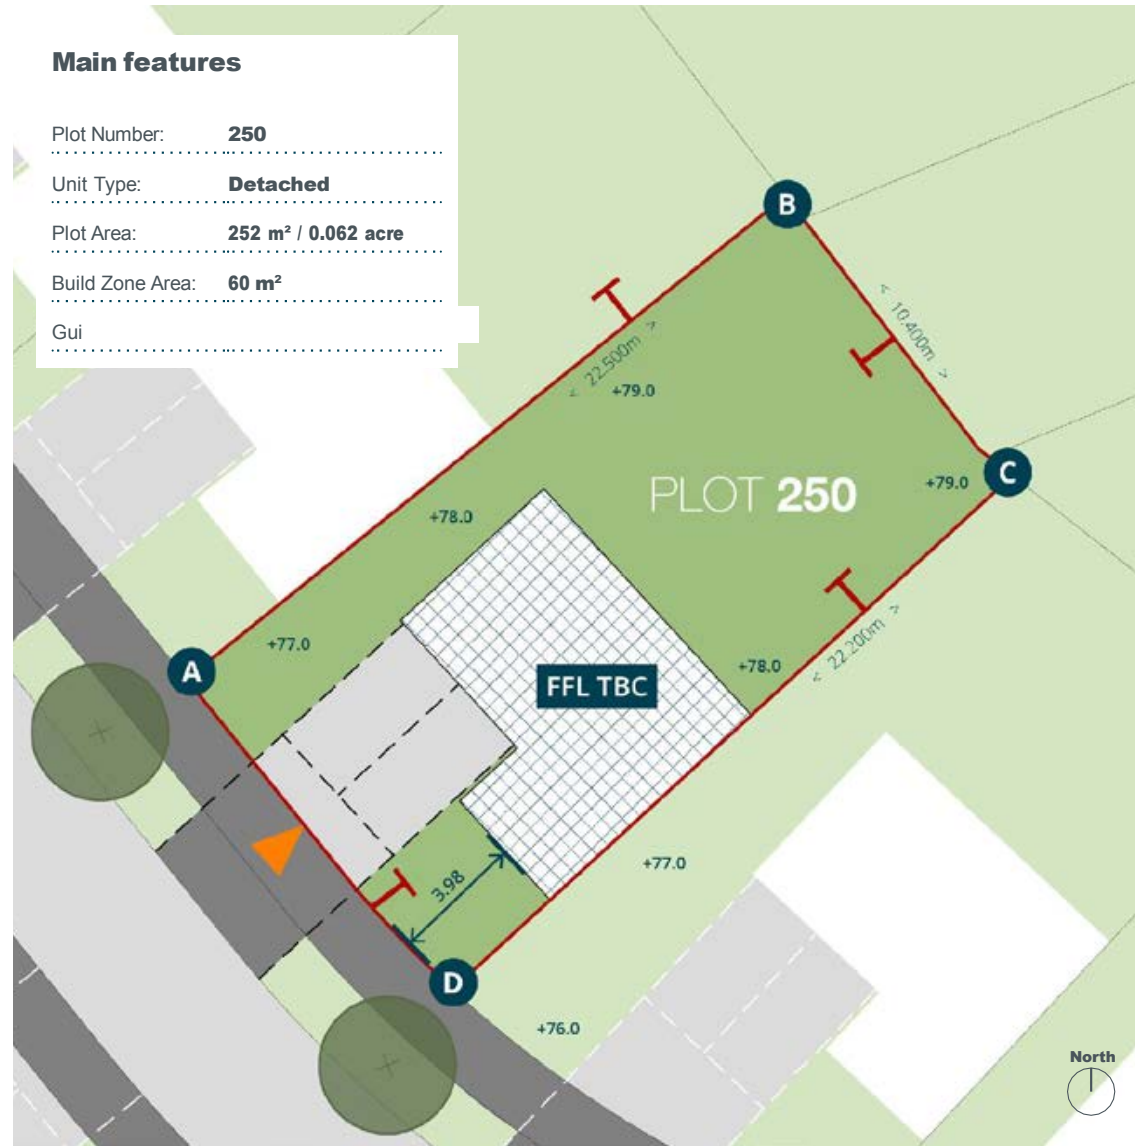 Main features
Plot Number: 250
Unit Type: Detached
Plot Area: 252 m² / 0.062 acre
Build Zone Area: 60 m²
Gui
B
< 10.400m >
< 22.500m >
+79.0
PLOT 250
+79.0
C
+78.0
+77.0
A
FFL TBC
+78.0
< 22.200m >
3.98
+77.0
D
+76.0
North